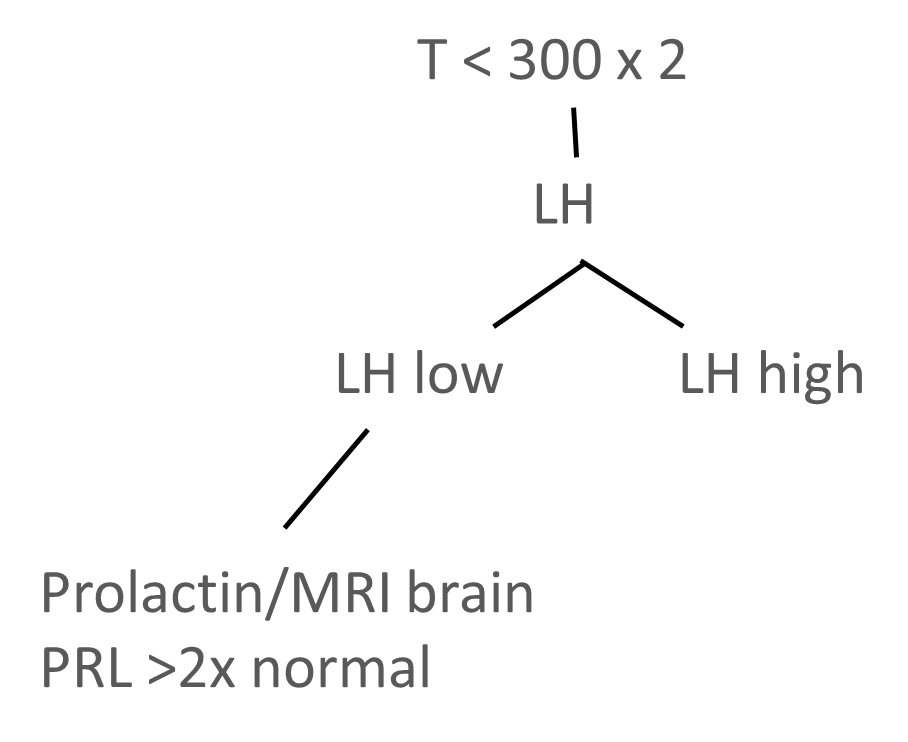 T < 300 x 2
LH
LH low
LH high
Prolactin/MRI brain
PRL >2x normal